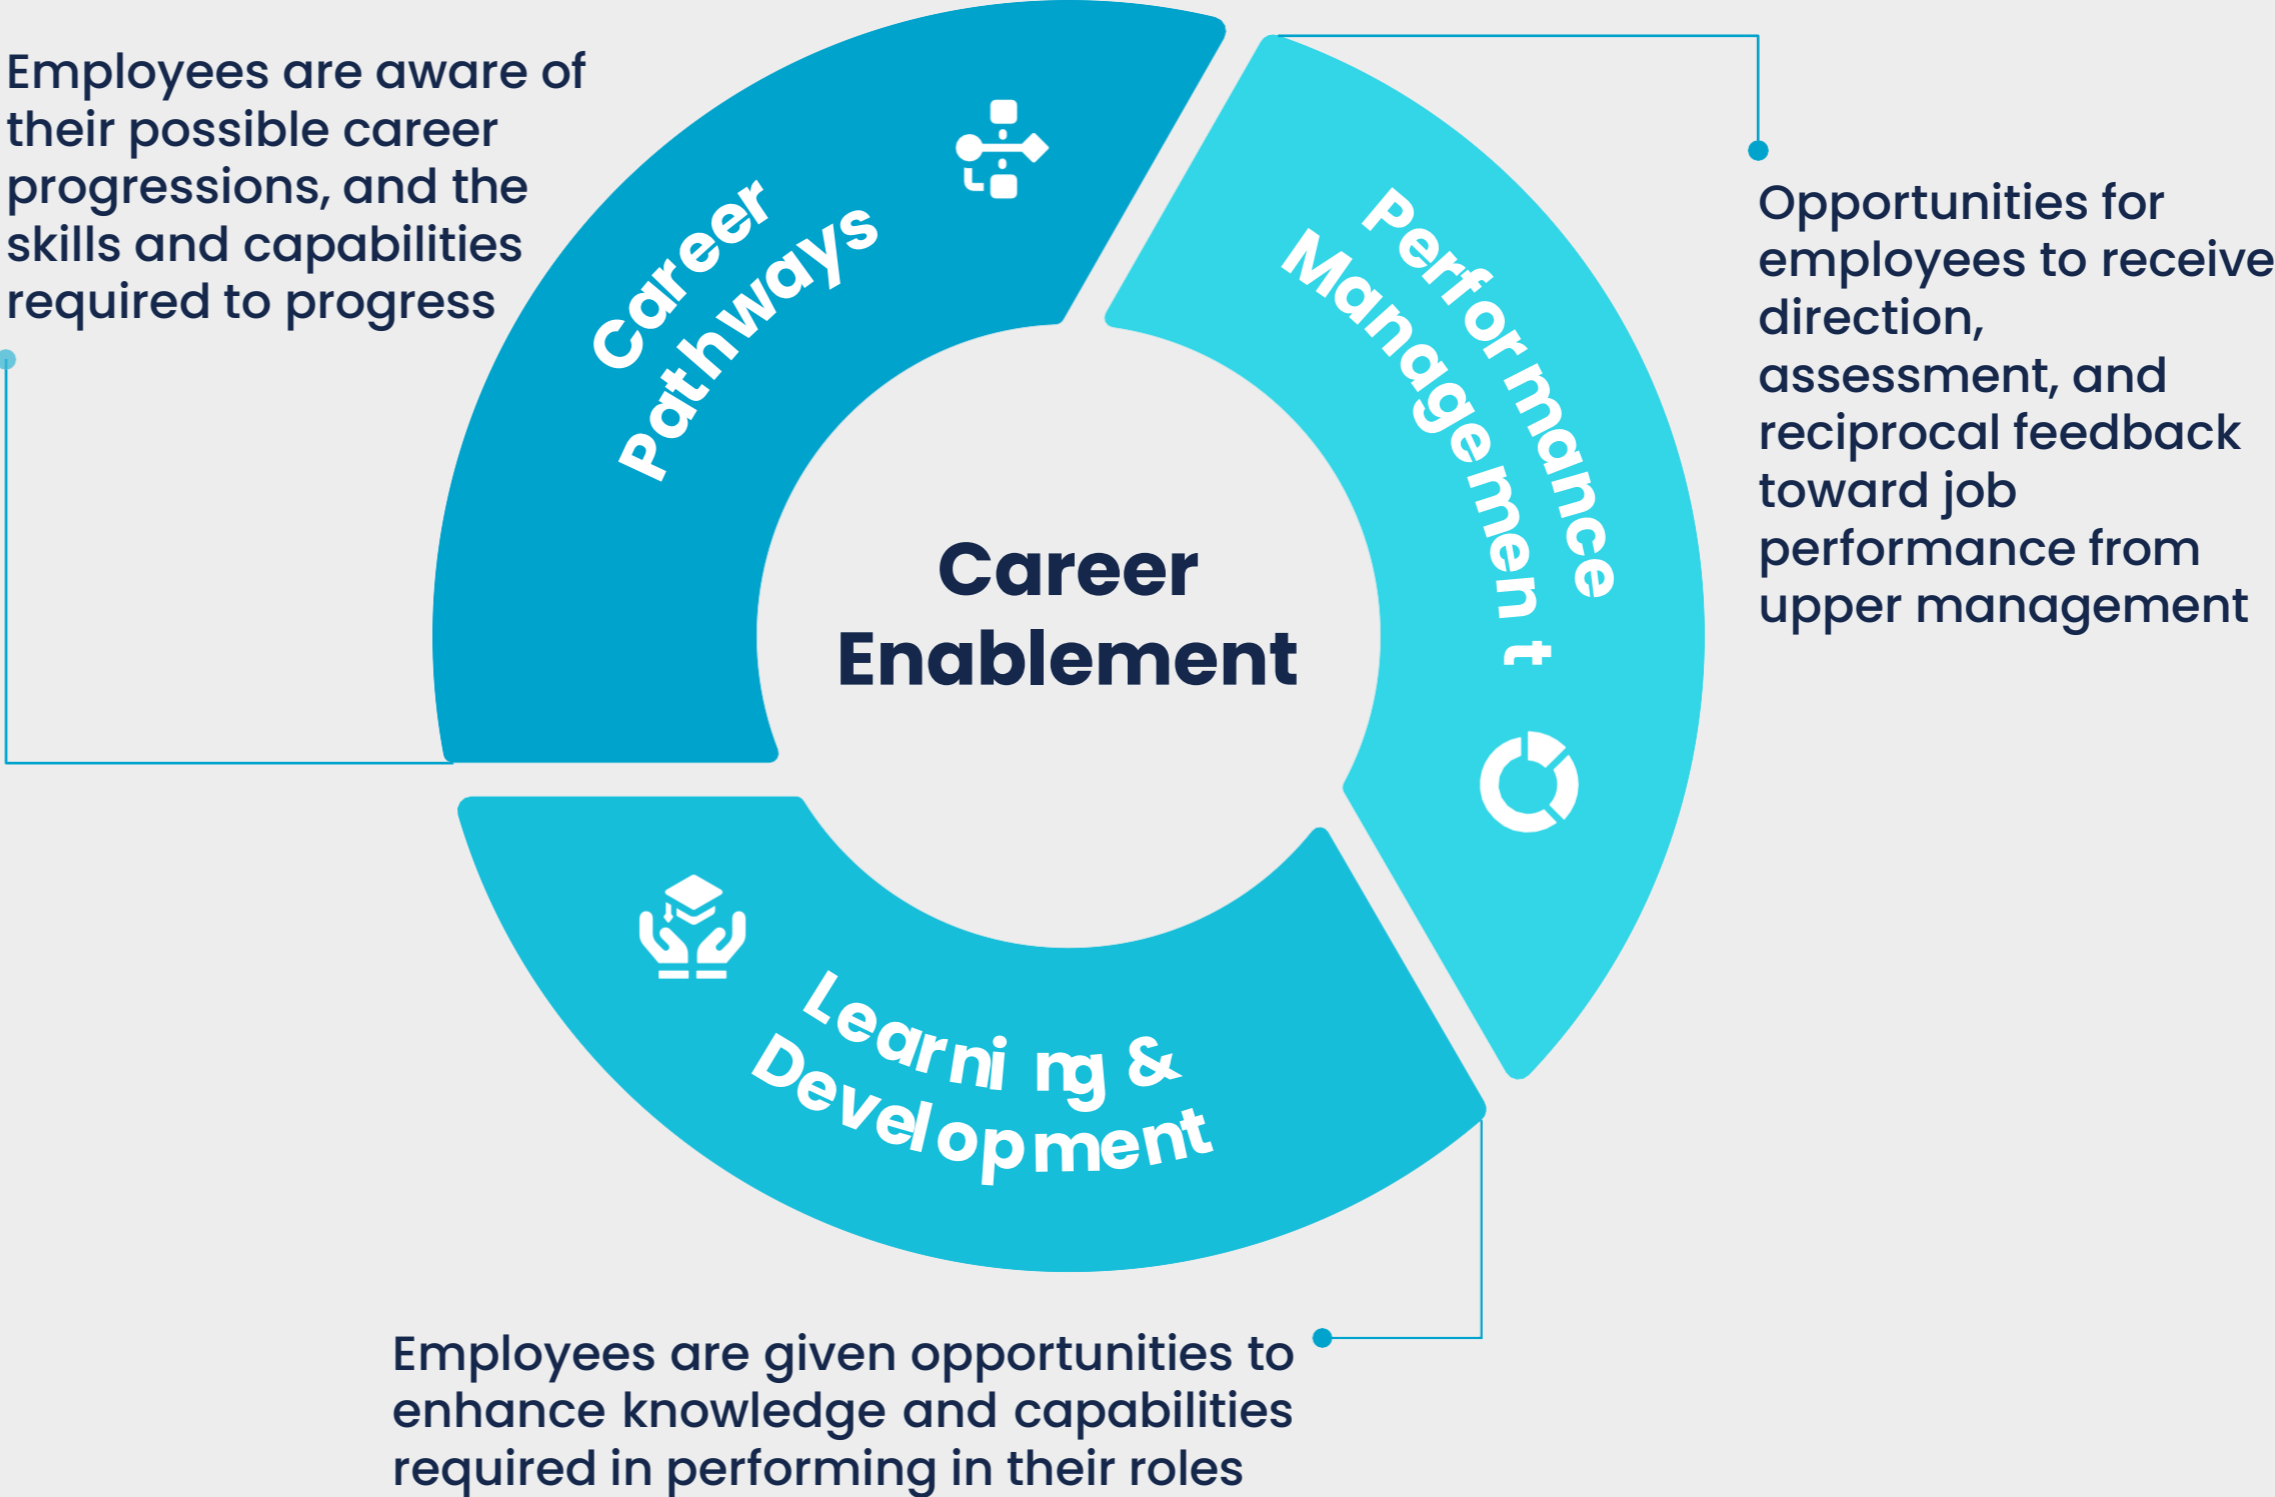 Employees are aware of
their possible career
progressions, and the
skills and capabilities
required to progress
Career
Pathways
Performance
Management
Opportunities for
employees to receive
direction,
assessment, and
reciprocal feedback
toward job
performance from
upper management
Career
Enablement
Learning &
Development
Employees are given opportunities to
enhance knowledge and capabilities
required in performing in their roles